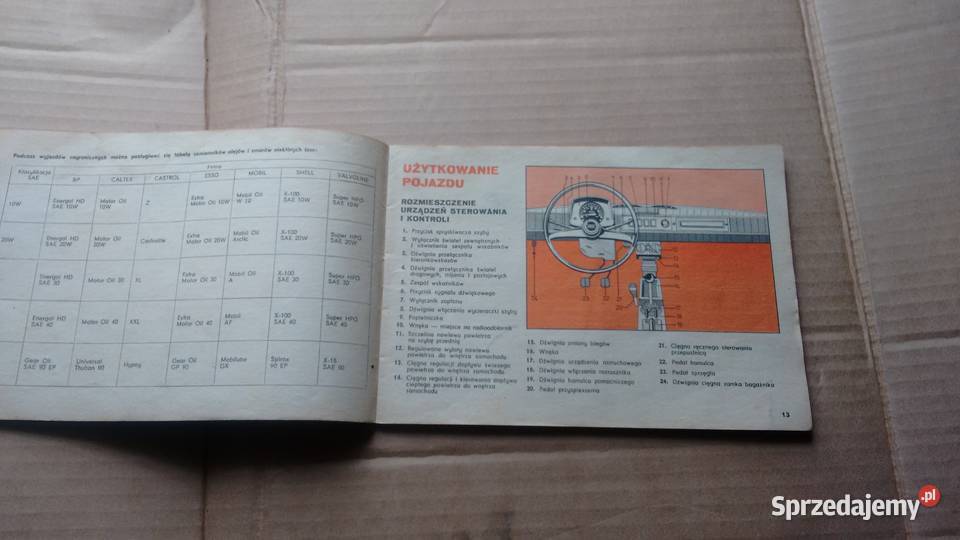 Podczas wyjazdów zagranicznych można posługiwać się tabelą zamienników olejów i smarów niektórych firm:
Firma
Klasyfikacja SAE BP CALTEX CASTROL ESSO MOBIL SHELL VALVOLINE
10W Energol HD SAE 10W Motor Oil 10W Z Extra Motor Oil 10W Mobil Oil W 10 X-100 SAE 10W Super HPO SAE 10W
20W Energol HD SAE 20W Motor Oil 20W Castrolite Extra Motor Oil 20W Mobil Oil Arctic X-100 SAE 20W Super HPO SAE 20W
Energol HD SAE 30 Motor Oil 30 XL Extra Motor Oil 30 Mobil Oil A X-100 SAE 30 Super HPO SAE 30
Energol HD SAE 40 Motor Oil 40 XXL Extra Motor Oil 40 Mobil AF X-100 SAE 40 Super HPO SAE 40
Gear Oil SAE 90 EP Universal Thuban 90 Hypoy Gear Oil GP 90 Mobilube GX Spirax 90 EP X-18 SAE 90
UŻYTKOWANIE
POJAZDU
ROZMIESZCZENIE
URZĄDZEŃ STEROWANIA
I KONTROLI
1. Przycisk spryskiwacza szyby
2. Wyłącznik świateł zewnętrznych
i oświetlenia zespołu wskaźników
3. Dźwignia przełącznika
kierunkowskazów
4. Dźwignia przełącznika świateł
drogowych, mijania i postojowych
5. Zespół wskaźników
6. Przycisk sygnału dźwiękowego
7. Wyłącznik zapłonu
8. Dźwignia włączenia wycieraczki szyby
9. Popielniczka
10. Wnęka — miejsce na radioodbiornik
11. Szczelina nawiewu powietrza
na szybę przednią
12. Regulowane wyloty nawiewu
powietrza do wnętrza samochodu
13. Cięgno regulacji dopływu świeżego
powietrza do wnętrza samochodu
14. Cięgno regulacji i kierowania dopływu
ciepłego powietrza do wnętrza
samochodu
15. Dźwignia zmiany biegów
16. Wnęka
17. Dźwignia urządzenia rozruchowego
18. Dźwignia włączenia rozrusznika
19. Dźwignia hamulca pomocniczego
20. Pedał przyspieszenia
21. Cięgno ręcznego sterowania
przepustnicą
22. Pedał hamulca
23. Pedał sprzęgła
24. Dźwignia cięgna zamka bagażnika
13
Sprzedajemy.pl